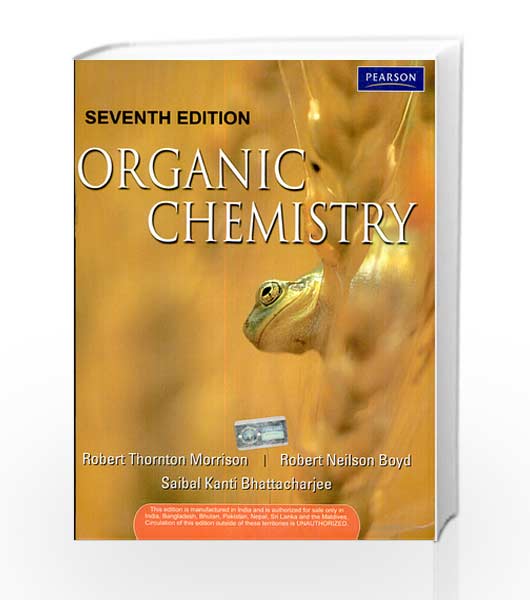 PEARSON
SEVENTH EDITION
ORGANIC
CHEMISTRY
Robert Thornton Morrison | Robert Neilson Boyd
Saibal Kanti Bhattacharjee
This edition is manufactured in India and is authorized for sale only in
India, Bangladesh, Bhutan, Pakistan, Nepal, Sri Lanka and the Maldives.
Circulation of this edition outside of these territories is UNAUTHORIZED.